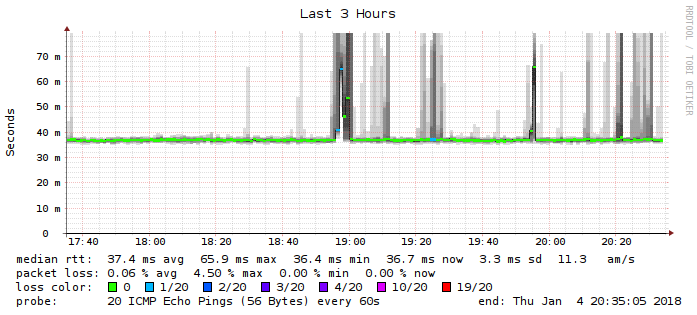 Last 3 Hours
RRDTOOL / TOBI OETIKER
Seconds
70 m
60 m
50 m
40 m
30 m
20 m
10 m
0
17:40 18:00 18:20 18:40 19:00 19:20 19:40 20:00 20:20
median rtt: 37.4 ms avg 65.9 ms max 36.4 ms min 36.7 ms now 3.3 ms sd 11.3 am/s
packet loss: 0.06 % avg 4.50 % max 0.00 % min 0.00 % now
loss color: 0 1/20 2/20 3/20 4/20 10/20 19/20
probe: 20 ICMP Echo Pings (56 Bytes) every 60s end: Thu Jan 4 20:35:05 2018